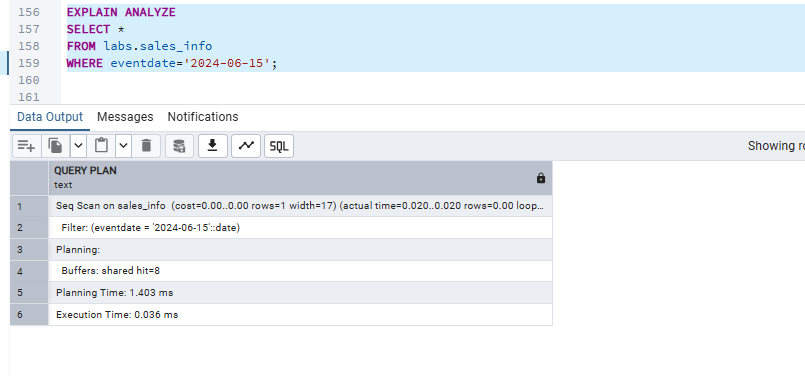 156 EXPLAIN ANALYZE
157 SELECT *
158 FROM labs.sales_info
159 WHERE eventdate='2024-06-15';
160
161
Data Output Messages Notifications
SQL Showing
QUERY PLAN
text
1 Seq Scan on sales_info (cost=0.00..0.00 rows=1 width=17) (actual time=0.020..0.020 rows=0.00 loop...
2 Filter: (eventdate = '2024-06-15'::date)
3 Planning:
4 Buffers: shared hit=8
5 Planning Time: 1.403 ms
6 Execution Time: 0.036 ms